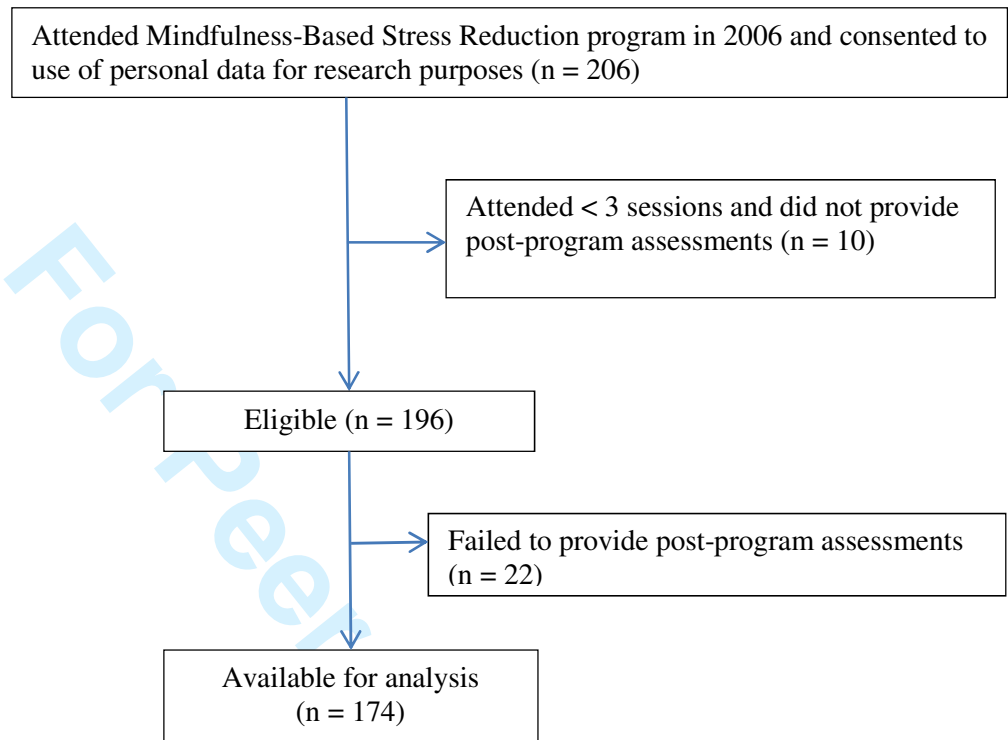 Attended Mindfulness-Based Stress Reduction program in 2006 and consented to
use of personal data for research purposes (n = 206)
Attended < 3 sessions and did not provide
post-program assessments (n = 10)
Eligible (n = 196)
Failed to provide post-program assessments
(n = 22)
Available for analysis
(n = 174)
For Peer